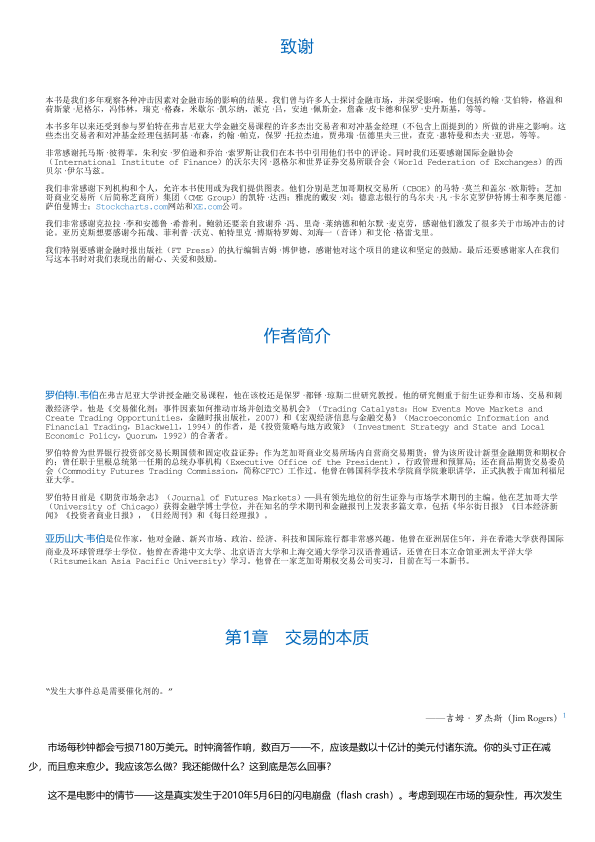 致谢
本书是我们多年观察各种冲击因素对金融市场的影响的结果。我们曾与许多人士探讨金融市场，并深受影响，他们包括约翰·艾伯特，格温和
荷斯蒙·尼格尔，冯伟林，瑞克·格森，米歇尔·凯尔纳，派克·吕，安迪·佩斯金，詹森·皮卡德和保罗·史丹斯基，等等。
本书多年以来还受到参与罗伯特在弗吉尼亚大学金融交易课程的许多杰出交易者和对冲基金经理（不包含上面提到的）所做的讲座之影响。这
些杰出交易者和对冲基金经理包括阿基·布森，约翰·帕克，保罗·托拉杰迪，贾弗瑞·伍德里夫三世，查克·惠特曼和杰夫·亚思，等等。
非常感谢托马斯·彼得菲，朱利安·罗伯逊和乔治·索罗斯让我们在本书中引用他们书中的评论。同时我们还要感谢国际金融协会
（International Institute of Finance）的沃尔夫冈·恩格尔和世界证券交易所联合会（World Federation of Exchanges）的西
贝尔·伊尔马兹。
我们非常感谢下列机构和个人，允许本书使用或为我们提供图表。他们分别是芝加哥期权交易所（CBOE）的马特·莫兰和盖尔·欧斯特；芝加
哥商业交易所（后简称芝商所）集团（CME Group）的凯特·达西；雅虎的戴安·刘；德意志银行的乌尔夫·凡·卡尔克罗伊特博士和李奥尼德·
萨伯曼博士；Stockcharts.com网站和XE.com公司。
我们非常感谢克拉拉·李和安德鲁·希普利。鲍勃还要亲自致谢乔·冯、里奇·莱纳德和帕尔默·麦克劳，感谢他们激发了很多关于市场冲击的讨
论。亚历克斯想要感谢今拓哉、菲利普·沃克、帕特里克·博斯特罗姆、刘海一（音译）和艾伦·格雷戈里。
我们特别要感谢金融时报出版社（FT Press）的执行编辑吉姆·博伊德，感谢他对这个项目的建议和坚定的鼓励。最后还要感谢家人在我们
写这本书时对我们表现出的耐心、关爱和鼓励。
作者简介
罗伯特I.韦伯在弗吉尼亚大学讲授金融交易课程，他在该校还是保罗·都铎·琼斯二世研究教授。他的研究侧重于衍生证券和市场、交易和刺
激经济学。他是《交易催化剂：事件因素如何推动市场并创造交易机会》（Trading Catalysts：How Events Move Markets and
Create Trading Opportunities，金融时报出版社，2007）和《宏观经济信息与金融交易》（Macroeconomic Information and
Financial Trading，Blackwell，1994）的作者，是《投资策略与地方政策》（Investment Strategy and State and Local
Economic Policy，Quorum，1992）的合著者。
罗伯特曾为世界银行投资部交易长期国债和固定收益证券；作为芝加哥商业交易所场内自营商交易期货；曾为该所设计新型金融期货和期权合
约；曾任职于里根总统第一任期的总统办事机构（Executive Office of the President），行政管理和预算局；还在商品期货交易委员
会（Commodity Futures Trading Commission，简称CFTC）工作过。他曾在韩国科学技术学院商学院兼职讲学，正式执教于南加利福尼
亚大学。
罗伯特目前是《期货市场杂志》（Journal of Futures Markets）——具有领先地位的衍生证券与市场学术期刊的主编。他在芝加哥大学
（University of Chicago）获得金融学博士学位，并在知名的学术期刊和金融报刊上发表多篇文章，包括《华尔街日报》《日本经济新
闻》《投资者商业日报》，《日经周刊》和《每日经理报》。
亚历山大·韦伯是位作家，他对金融、新兴市场、政治、经济、科技和国际旅行都非常感兴趣。他曾在亚洲居住5年，并在香港大学获得国际
商业及环球管理学士学位。他曾在香港中文大学、北京语言大学和上海交通大学学习汉语普通话，还曾在日本立命馆亚洲太平洋大学
（Ritsumeikan Asia Pacific University）学习。他曾在一家芝加哥期权交易公司实习，目前在写一本新书。
第1章　交易的本质
“发生大事件总是需要催化剂的。”
——吉姆·罗杰斯（Jim Rogers）1
市场每秒钟都会亏损7180万美元。时钟滴答作响，数百万——不，应该是数以十亿计的美元付诸东流。你的头寸正在减
少，而且愈来愈少。我应该怎么做？我还能做什么？这到底是怎么回事？
这不是电影中的情节——这是真实发生于2010年5月6日的闪电崩盘（flash crash）。考虑到现在市场的复杂性，再次发生